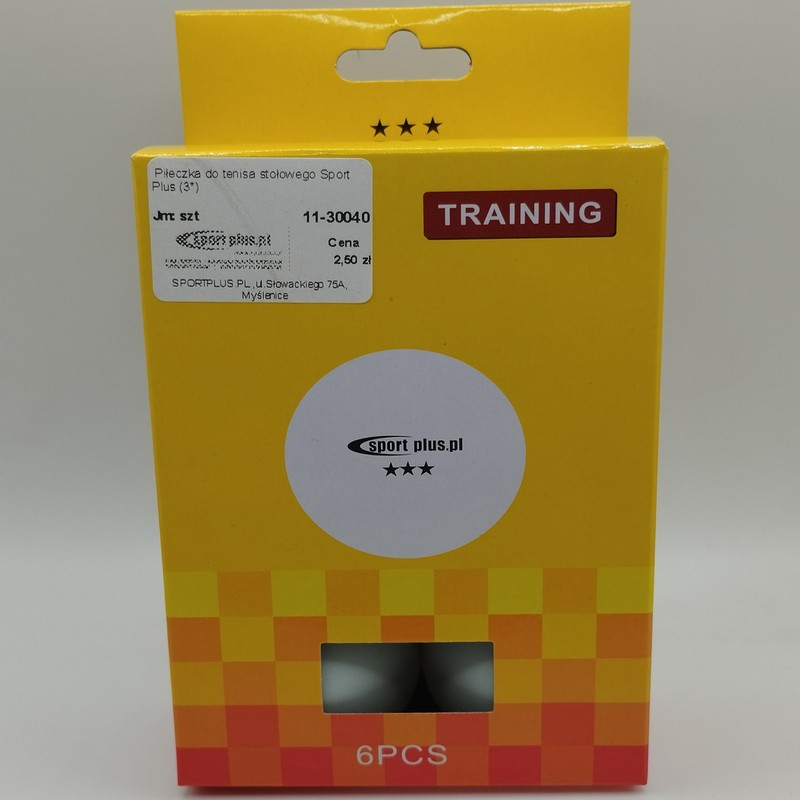 ★★★
Piłeczka do tenisa stołowego Sport
Plus (3*)
Jm: szt
11-30040
sport plus.pl
Cena
2,50 zł
SPORTPLUS.PL ,ul.Słowackiego 75A,
Myślenice
TRAINING
sport plus.pl
★★★
6PCS